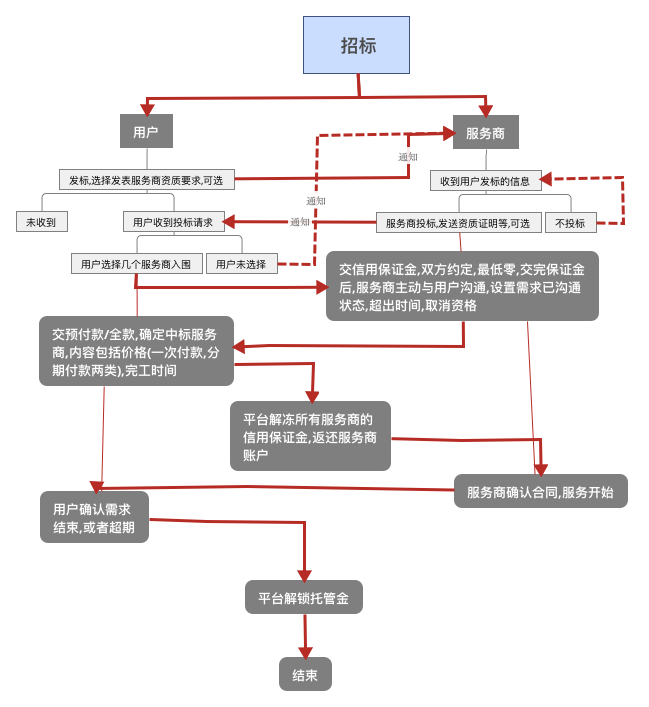 招标
用户
服务商
通知
发标,选择发表服务商资质要求,可选
收到用户发标的信息
通知
未收到
用户收到投标请求
通知
服务商投标,发送资质证明等,可选
不投标
用户选择几个服务商入围
用户未选择
交信用保证金,双方约定,最低零,交完保证金
后,服务商主动与用户沟通,设置需求已沟通
状态,超出时间,取消资格
交预付款/全款,确定中标服务
商,内容包括价格(一次付款,分
期付款两类),完工时间
平台解冻所有服务商的
信用保证金,返还服务商
账户
服务商确认合同,服务开始
用户确认需求
结束,或者超期
平台解锁托管金
结束